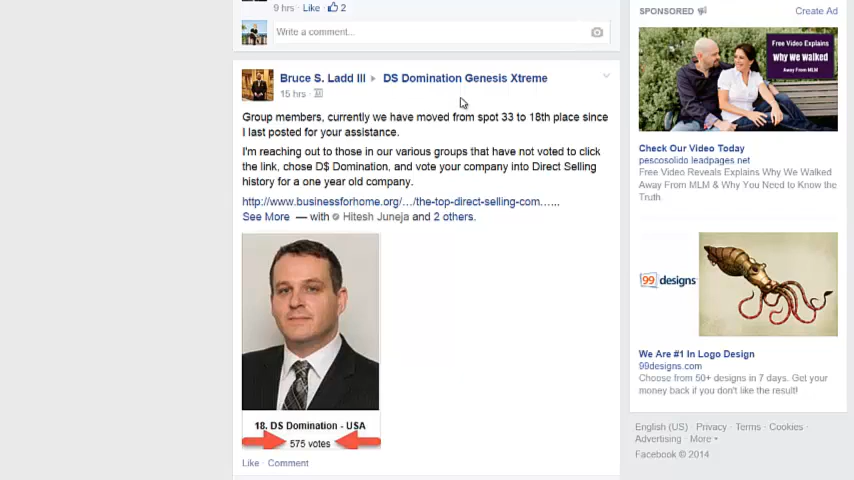 9 hrs · Like · 2
Write a comment...
Bruce S. Ladd III ▸ DS Domination Genesis Xtreme
15 hrs ·
Group members, currently we have moved from spot 33 to 18th place since
I last posted for your assistance.
I'm reaching out to those in our various groups that have not voted to click
the link, chose D$ Domination, and vote your company into Direct Selling
history for a one year old company.
http://www.businessforhome.org/…/the-top-direct-selling-com…...
See More — with Hitesh Juneja and 2 others.
18. DS Domination - USA
575 votes
Like · Comment
SPONSORED
Create Ad
Free Video Explains
why we walked
Away From MLM
Check Our Video Today
pescosolido.leadpages.net
Free Video Reveals Explains Why We Walked
Away From MLM & Why You Need to Know the
Truth
99 designs
We Are #1 In Logo Design
99designs.com
Choose from 50+ designs in 7 days. Get your
money back if you don't like the result!
English (US) · Privacy · Terms · Cookies ·
Advertising · More
Facebook © 2014